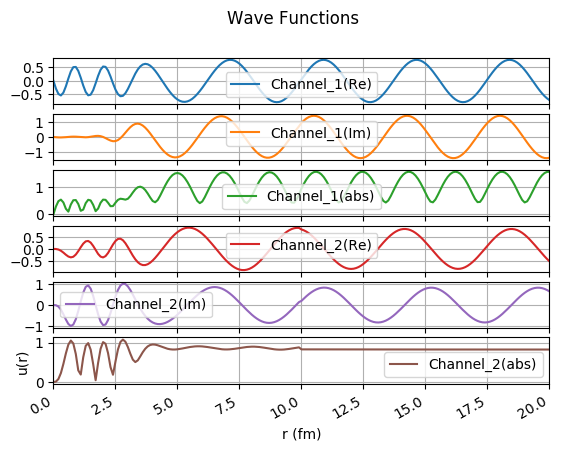 Wave Functions
0.5
0.0
−0.5
Channel_1(Re)
1
0
−1
Channel_1(Im)
1
0
Channel_1(abs)
0.5
0.0
−0.5
Channel_2(Re)
1
0
−1
Channel_2(Im)
1
0
Channel_2(abs)
u(r)
0.0 2.5 5.0 7.5 10.0 12.5 15.0 17.5 20.0
r (fm)